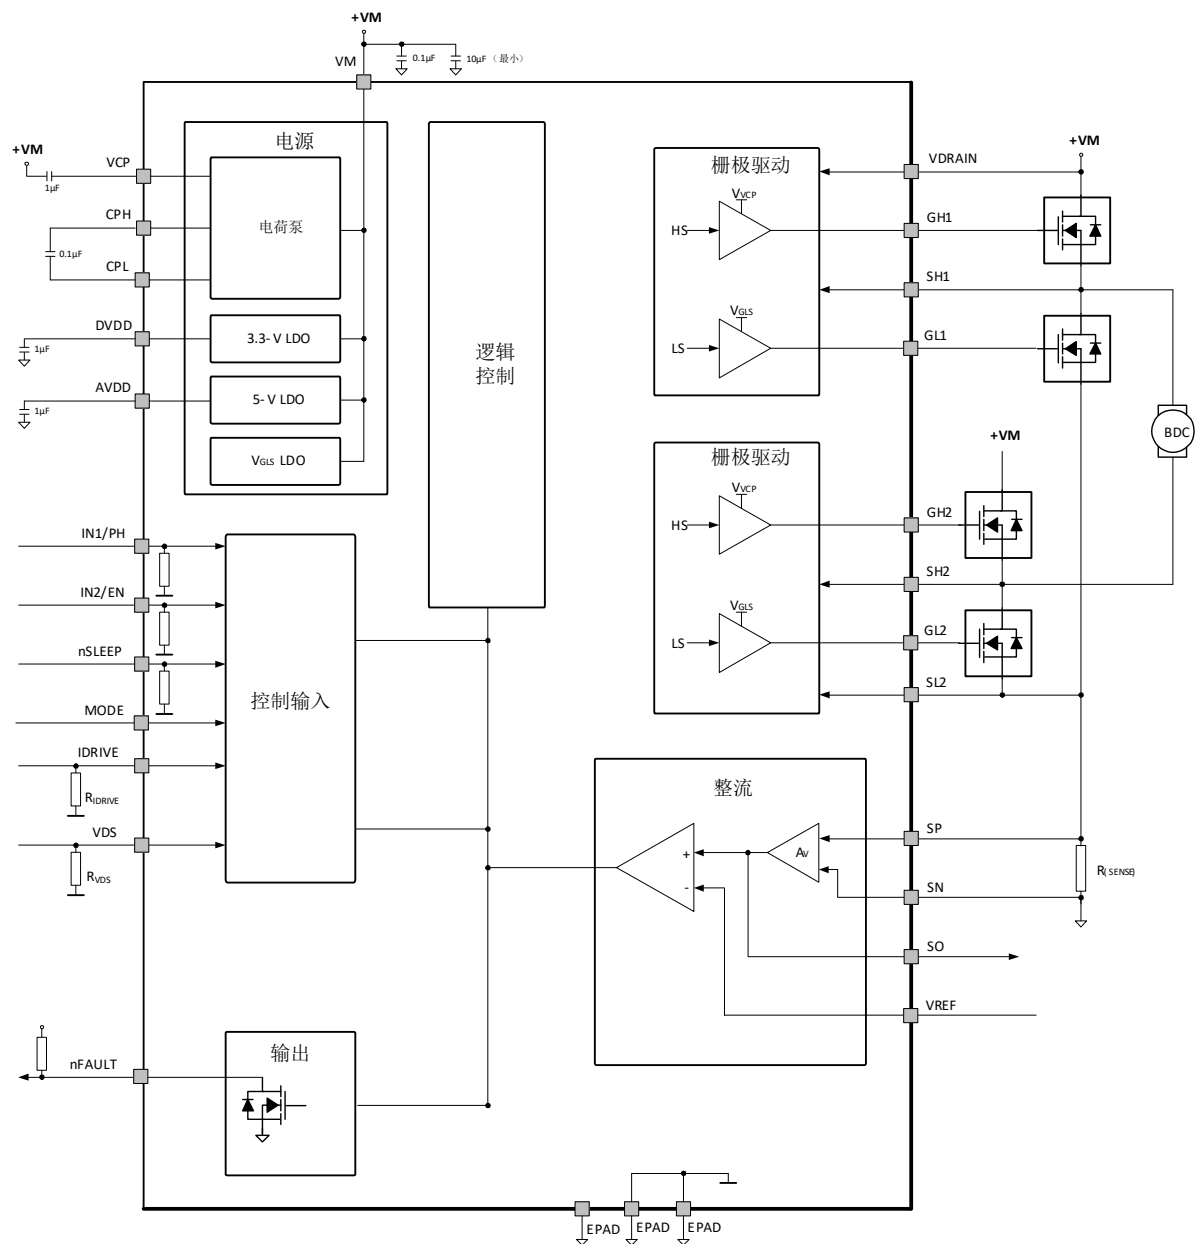 +VM
VM
0.1μF
10μF（最小）
电源
+VM
VCP
1μF
CPH
电荷泵
0.1μF
CPL
DVDD
3.3- V LDO
1μF
AVDD
5- V LDO
1μF
VGLS LDO
逻辑
控制
栅极驱动
VVCP
HS
VGLS
LS
VDRAIN
+VM
GH1
SH1
GL1
BDC
栅极驱动
VVCP
HS
VGLS
LS
+VM
GH2
SH2
GL2
SL2
IN1/PH
IN2/EN
nSLEEP
MODE
IDRIVE
RIDRIVE
VDS
RVDS
控制输入
整流
+
-
AV
SP
SN
R(SENSE)
SO
VREF
输出
nFAULT
EPAD
EPAD
EPAD